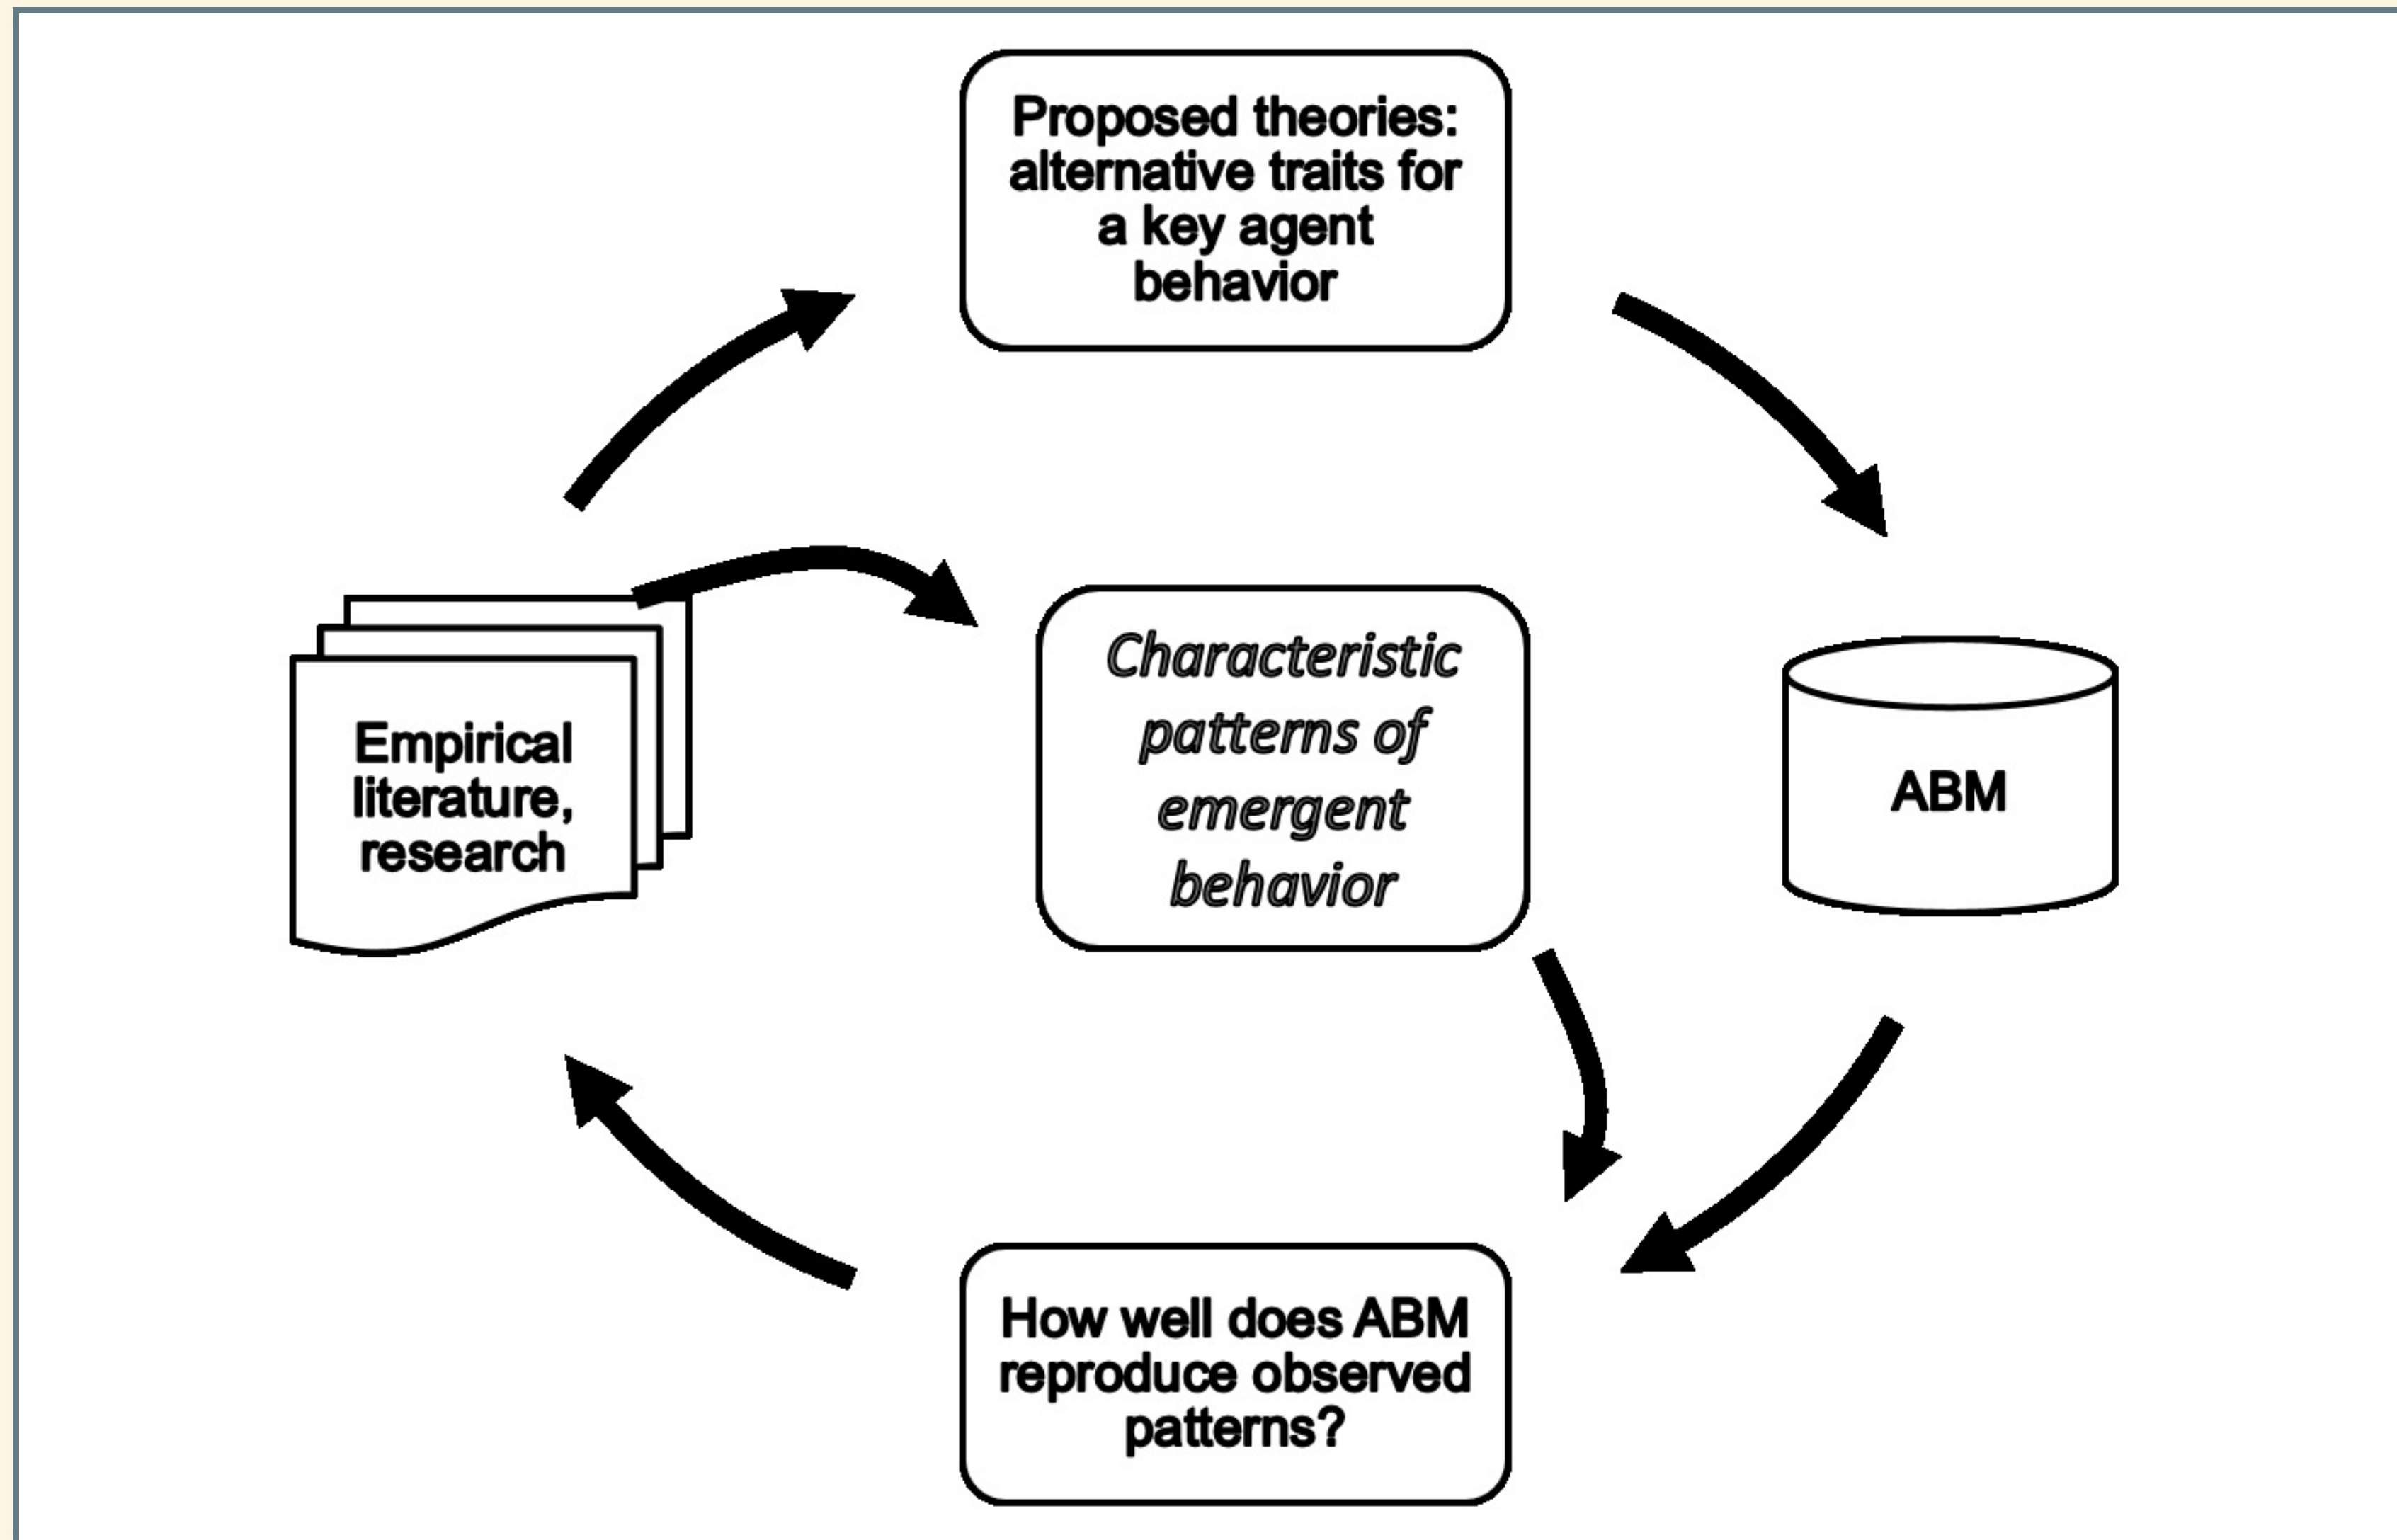 Proposed theories:
alternative traits for
a key agent
behavior
Empirical
literature,
research
Characteristic
patterns of
emergent
behavior
ABM
How well does ABM
reproduce observed
patterns?